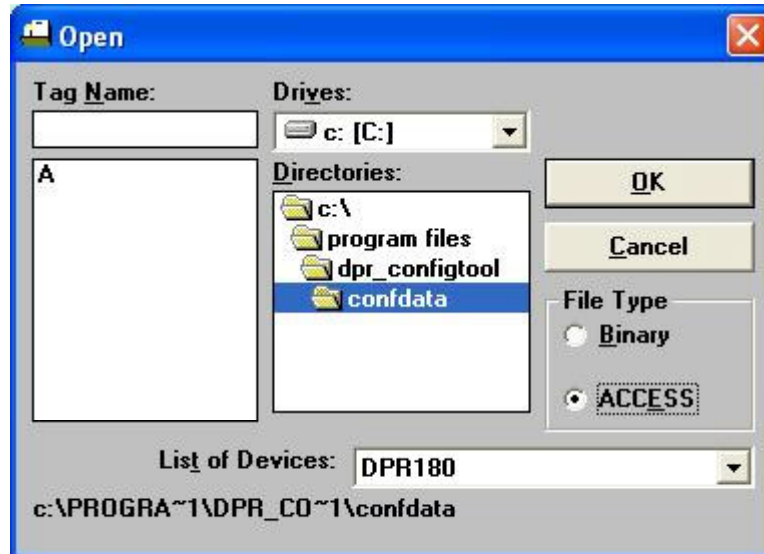 Open
Tag Name:
Drives:
c: [C:]
A
Directories:
c:\
program files
dpr_configtool
confdata
OK
Cancel
File Type
Binary
ACCESS
List of Devices:
DPR180
c:\PROGRA~1\DPR_CO~1\confdata